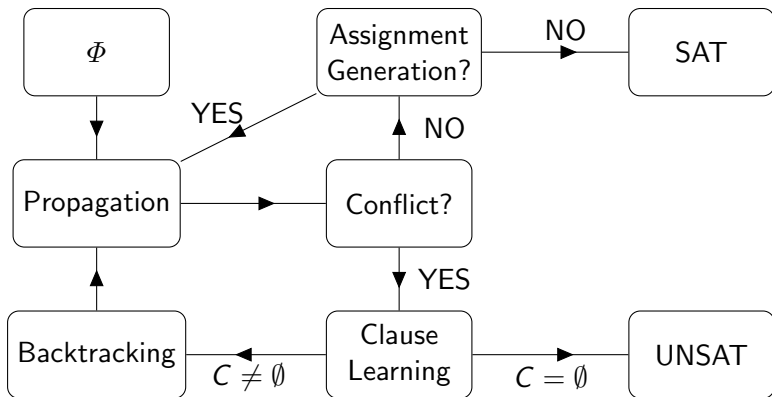 Φ
Assignment
Generation?
NO
SAT
YES
NO
Propagation
Conflict?
YES
Backtracking
C ≠ ∅
Clause
Learning
C = ∅
UNSAT